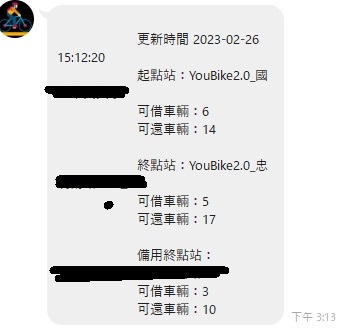 更新時間 2023-02-26
15:12:20
起點站：YouBike2.0_國
可借車輛：6
可還車輛：14
終點站：YouBike2.0_忠
可借車輛：5
可還車輛：17
備用終點站：
可借車輛：3
可還車輛：10
下午 3:13